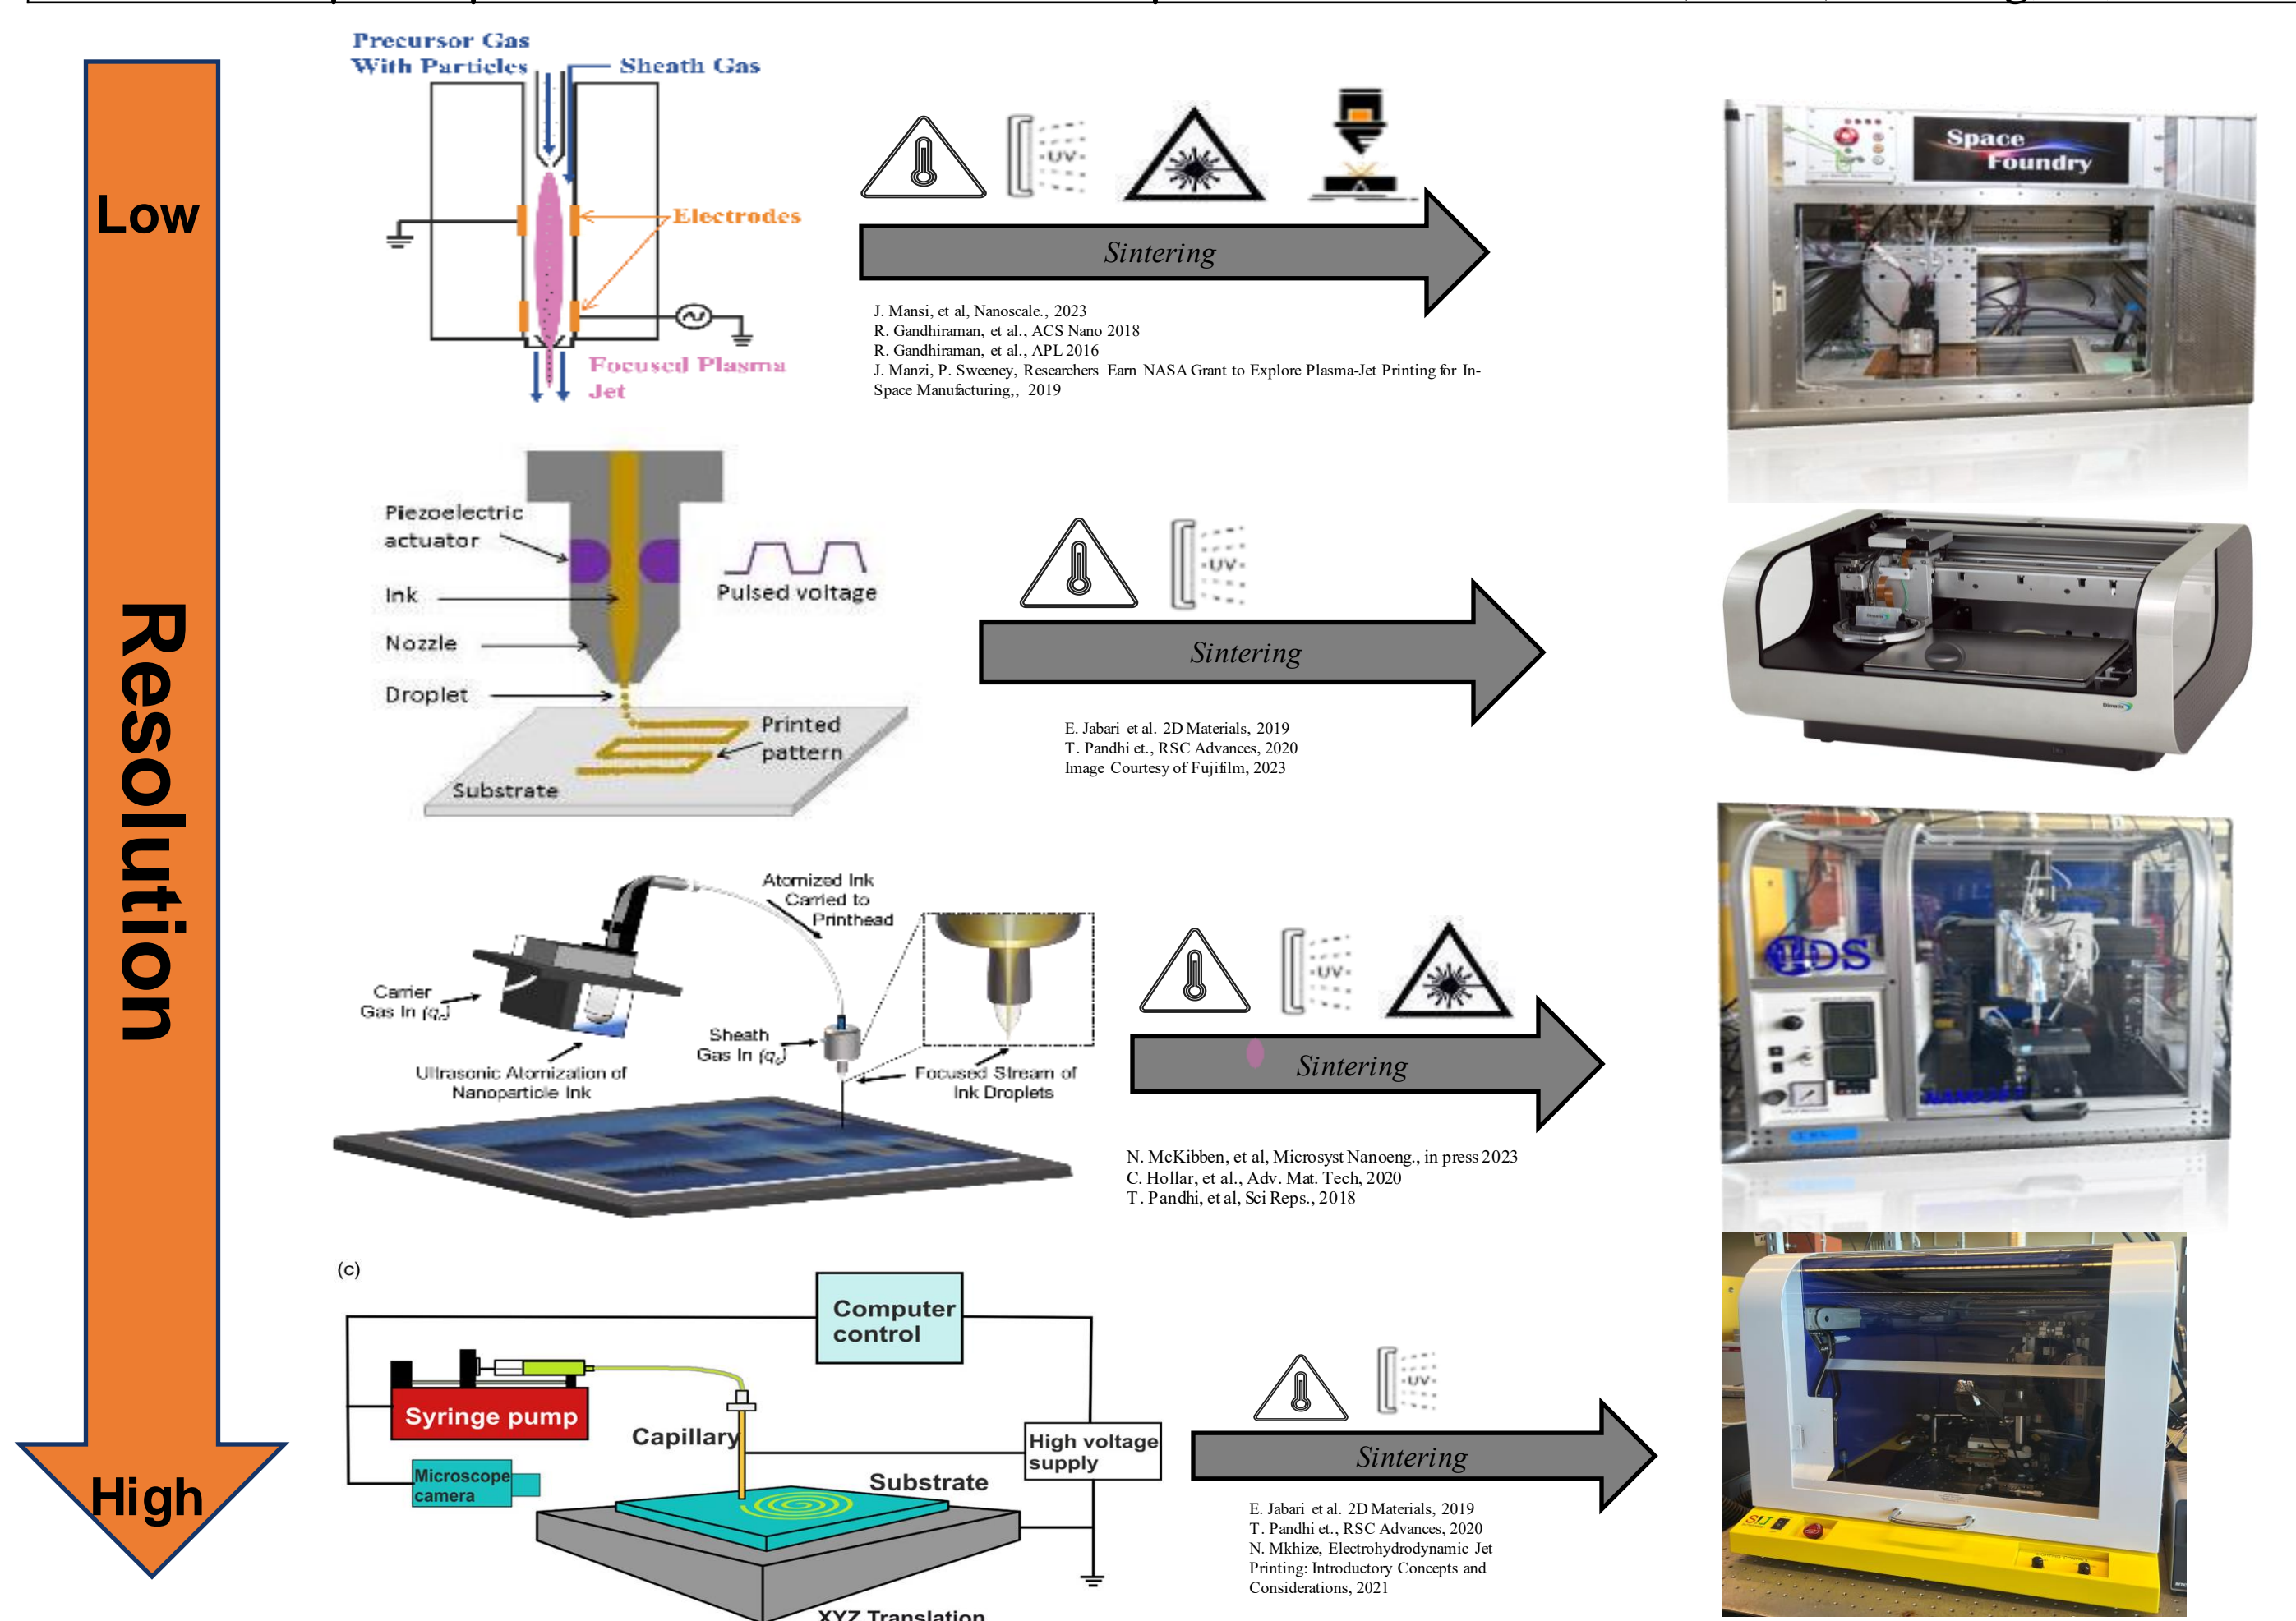 Low
Resolution
High
Precursor Gas
With Particles
Sheath Gas
Electrodes
Focused Plasma
Jet
UV
Sintering
J. Mansi, et al, Nanoscale., 2023
R. Gandhiraman, et al., ACS Nano 2018
R. Gandhiraman, et al., APL 2016
J. Manzi, P. Sweeney, Researchers Earn NASA Grant to Explore Plasma-Jet Printing for In-
Space Manufacturing,, 2019
Space
Foundry
Piezoelectric
actuator
Ink
Nozzle
Droplet
Pulsed voltage
Printed
pattern
Substrate
UV
Sintering
E. Jabari et al. 2D Materials, 2019
T. Pandhi et., RSC Advances, 2020
Image Courtesy of Fujifilm, 2023
Dimatix
Atomized Ink
Carried to
Printhead
Carrier
Gas In
Sheath
Gas In
Ultrasonic Atomization of
Nanoparticle Ink
Focused Stream of
Ink Droplets
UV
Sintering
N. McKibben, et al, Microsyst Nanoeng., in press 2023
C. Hollar, et al., Adv. Mat. Tech, 2020
T. Pandhi, et al, Sci Reps., 2018
IDS
NANOJET
(c)
Computer
control
Syringe pump
Capillary
High voltage
supply
Microscope
camera
Substrate
XYZ Translation
UV
Sintering
E. Jabari et al. 2D Materials, 2019
T. Pandhi et., RSC Advances, 2020
N. Mkhize, Electrohydrodynamic Jet
Printing: Introductory Concepts and
Considerations, 2021
SIJ